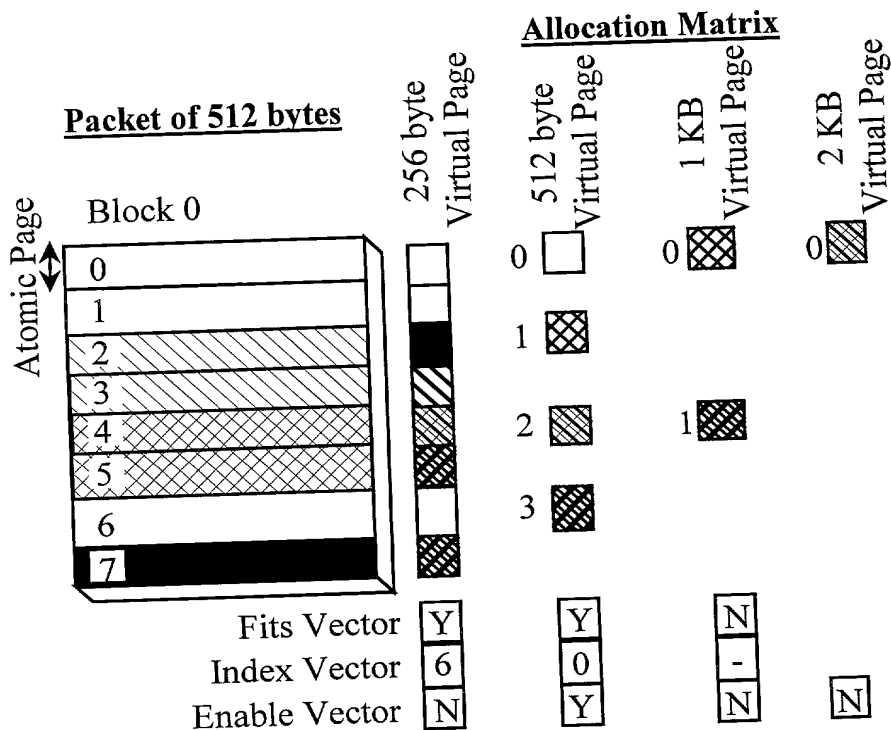 Allocation Matrix
Packet of 512 bytes
256 byte
Virtual Page
512 byte
Virtual Page
1 KB
Virtual Page
2 KB
Virtual Page
Block 0
Atomic Page
0
1
2
3
4
5
6
7
0
1
2
3
0
1
0
Fits Vector Y Y N
Index Vector 6 0 -
Enable Vector N Y N N